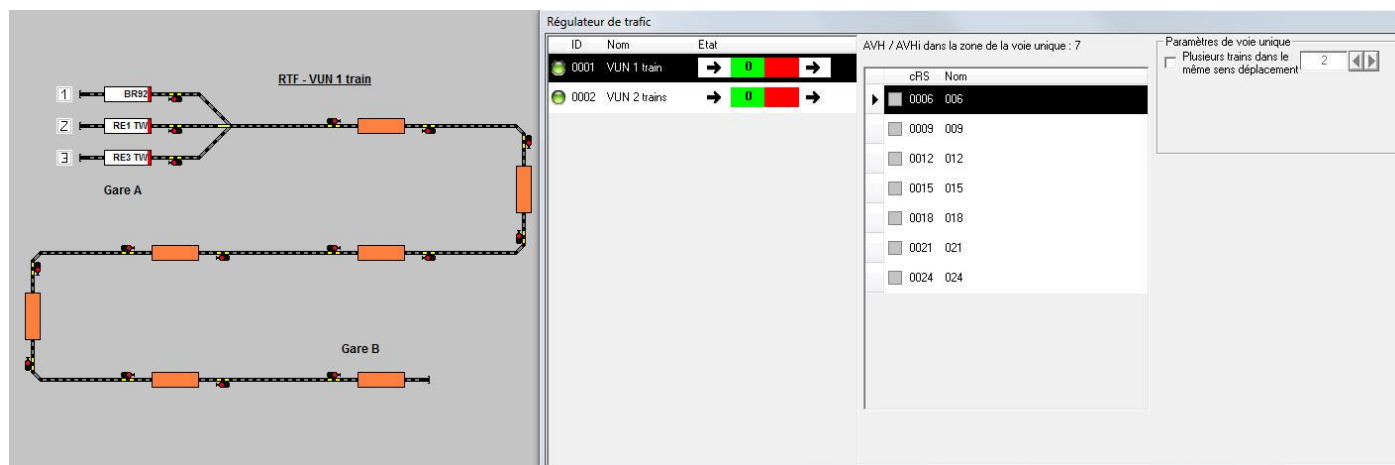 RTF - VUN 1 train
1 BR92
2 RE1 TW
3 RE3 TW
Gare A
Gare B
Régulateur de trafic
ID Nom Etat
0001 VUN 1 train 0
0002 VUN 2 trains 0
AVH / AVHi dans la zone de la voie unique : 7
cRS Nom
0006 006
0009 009
0012 012
0015 015
0018 018
0021 021
0024 024
Paramètres de voie unique
Plusieurs trains dans le
même sens déplacement 2